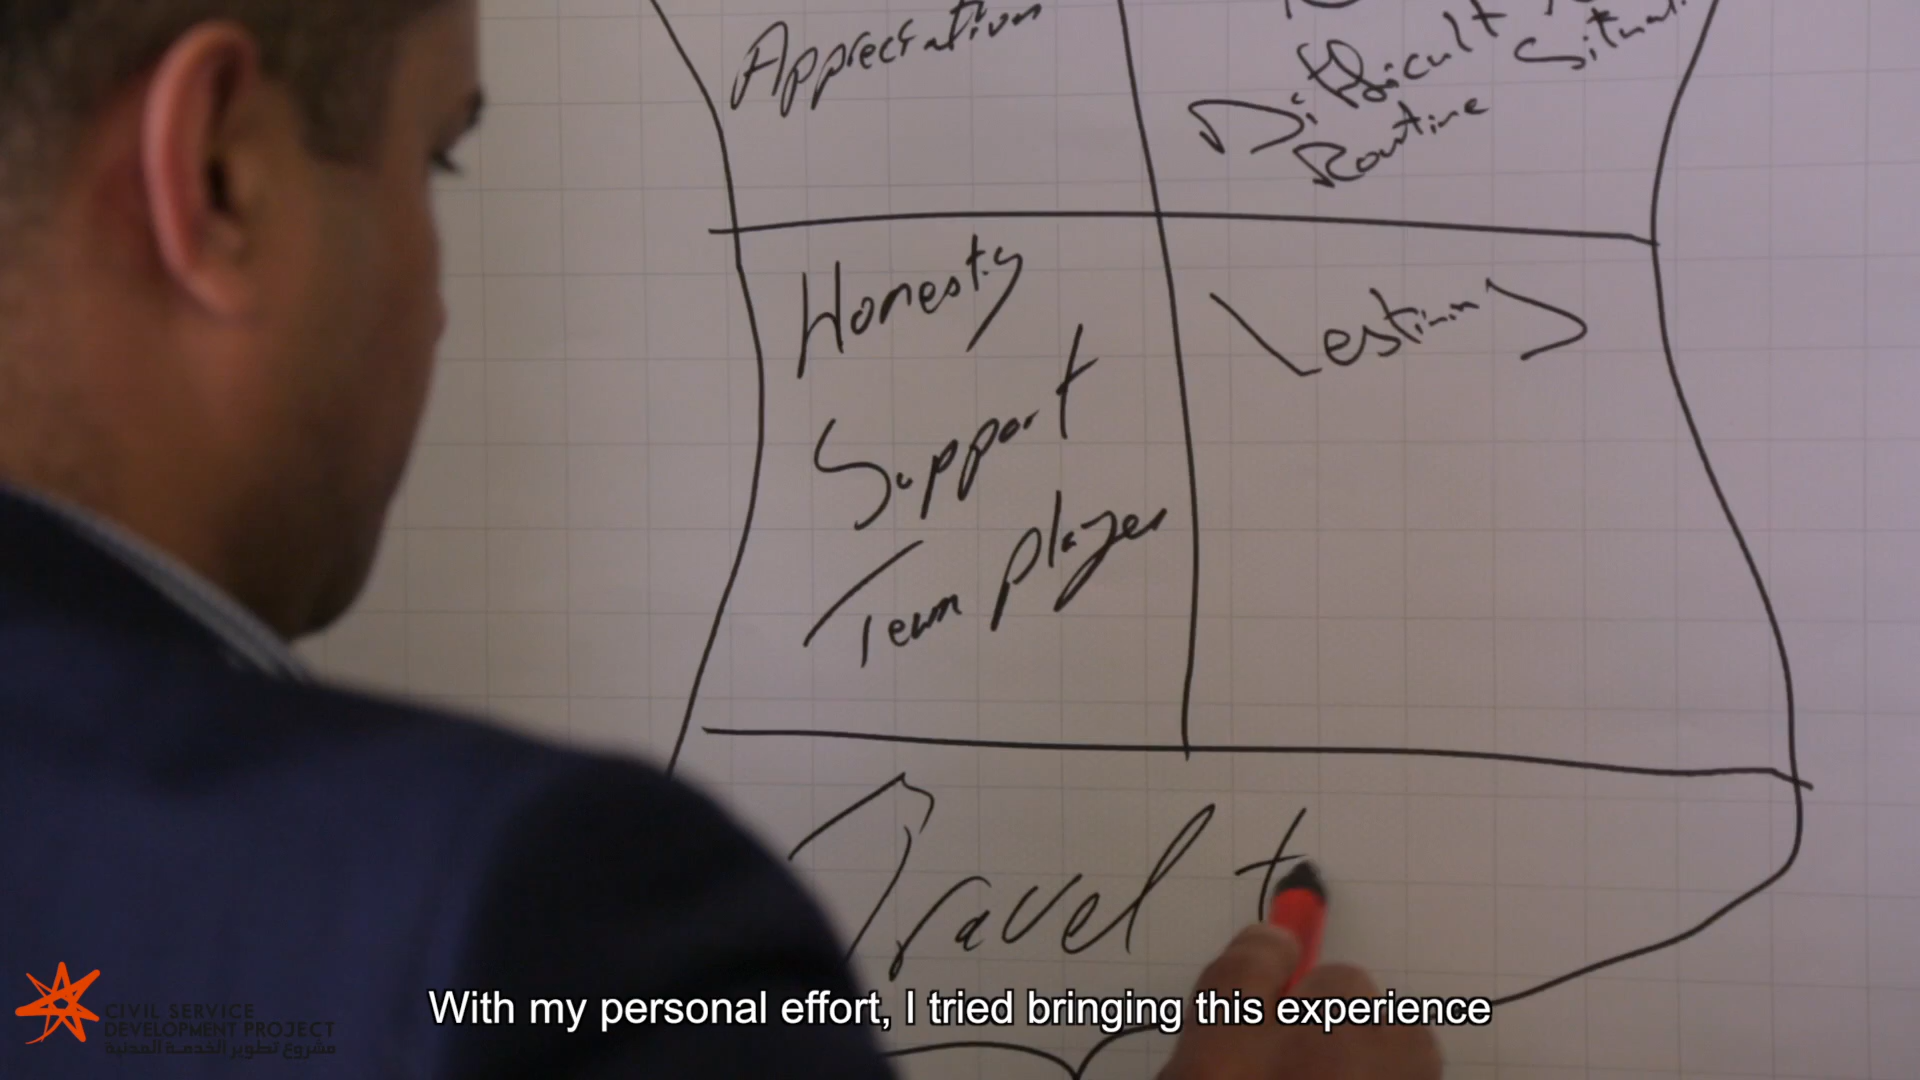 Appreciation
Difficult Situati
Routine
Honesty
Support
Team player
Travel t
CIVIL SERVICE
DEVELOPMENT PROJECT
مشروع تطوير الخدمة المدنية
With my personal effort, I tried bringing this experience